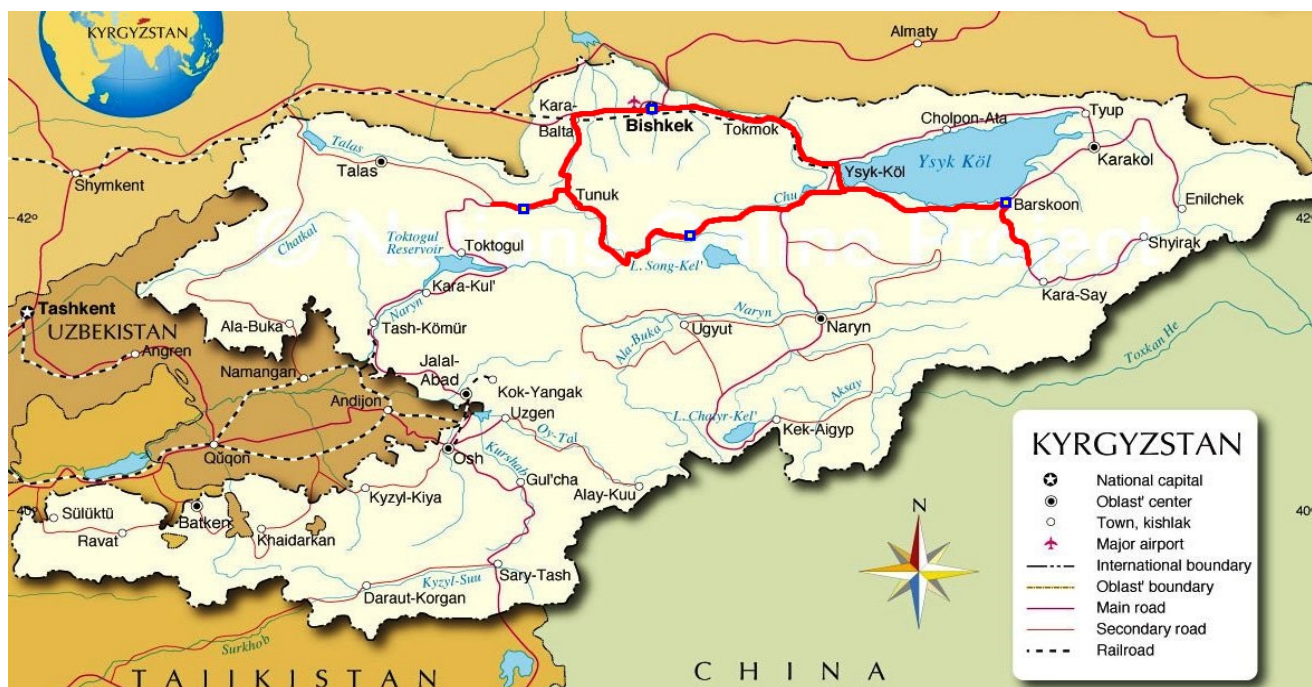 KYRGYZSTAN
Almaty
Kara-
Balta
Bishkek
Tokmok
Cholpon-Ata
Tyup
Talas
Talas
Shymkent
Ysyk Köl
Ysyk-Köl
Karakol
Tunuk
Chu
Barskoon
Enilchek
42º
42º
Chatkal
Toktogul
Reservoir
Toktogul
L. Song-Kel'
Shyirak
Kara-Kul'
Kara-Say
Tashkent
UZBEKISTAN
Ala-Buka
Naryn
Tash-Kömür
Naryn
Ugyut
Naryn
Ala-Buka
Toxkan He
Angren
Namangan
Jalal-
Abad
Kok-Yangak
Andijon
Uzgen
Aksay
L. Chatyr-Kel'
Kek-Aigyp
Qŭqon
Osh
Oy-Tal
Kurshab
Gul'cha
Alay-Kuu
Kyzyl-Kiya
40º
Sülüktü
Batken
Ravat
Khaidarkan
40º
Sary-Tash
Kyzyl-Suu
Daraut-Korgan
Surkhob
TAJIKISTAN
CHINA
N
KYRGYZSTAN
National capital
Oblast' center
Town, kishlak
Major airport
International boundary
Oblast' boundary
Main road
Secondary road
Railroad